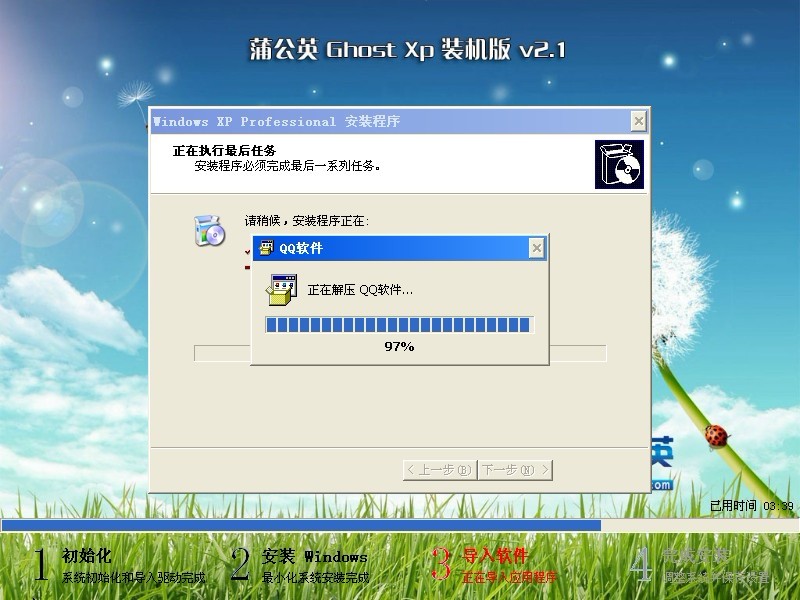 蒲公英 Ghost Xp 装机版 v2.1
Windows XP Professional 安装程序
正在执行最后任务
安装程序必须完成最后一系列任务。
请稍候，安装程序正在:
QQ软件
正在解压 QQ软件...
97%
< 上一步(B) 下一步(N) >
英
.com
已用时间 03:39
1 初始化
系统初始化和导入驱动完成
2 安装 Windows
最小化系统安装完成
3 导入软件
正在导入应用程序
4